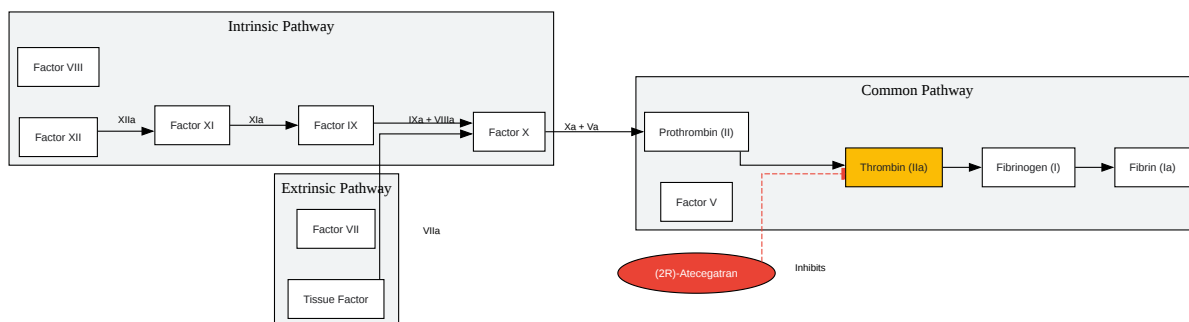 Intrinsic Pathway
Factor VIII
Factor XII
XIIa
Factor XI
XIa
Factor IX
IXa + VIIIa
Factor X
Xa + Va
Extrinsic Pathway
Factor VII
VIIa
Tissue Factor
Common Pathway
Prothrombin (II)
Thrombin (IIa)
Fibrinogen (I)
Fibrin (Ia)
Factor V
(2R)-Atecegatran
Inhibits